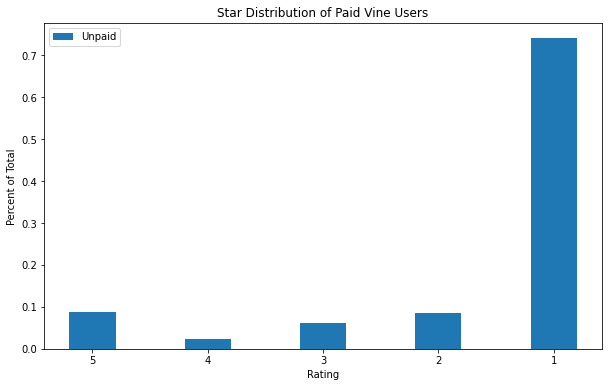 Star Distribution of Paid Vine Users
Unpaid
Percent of Total
0.7
0.6
0.5
0.4
0.3
0.2
0.1
0.0
5 4 3 2 1
Rating